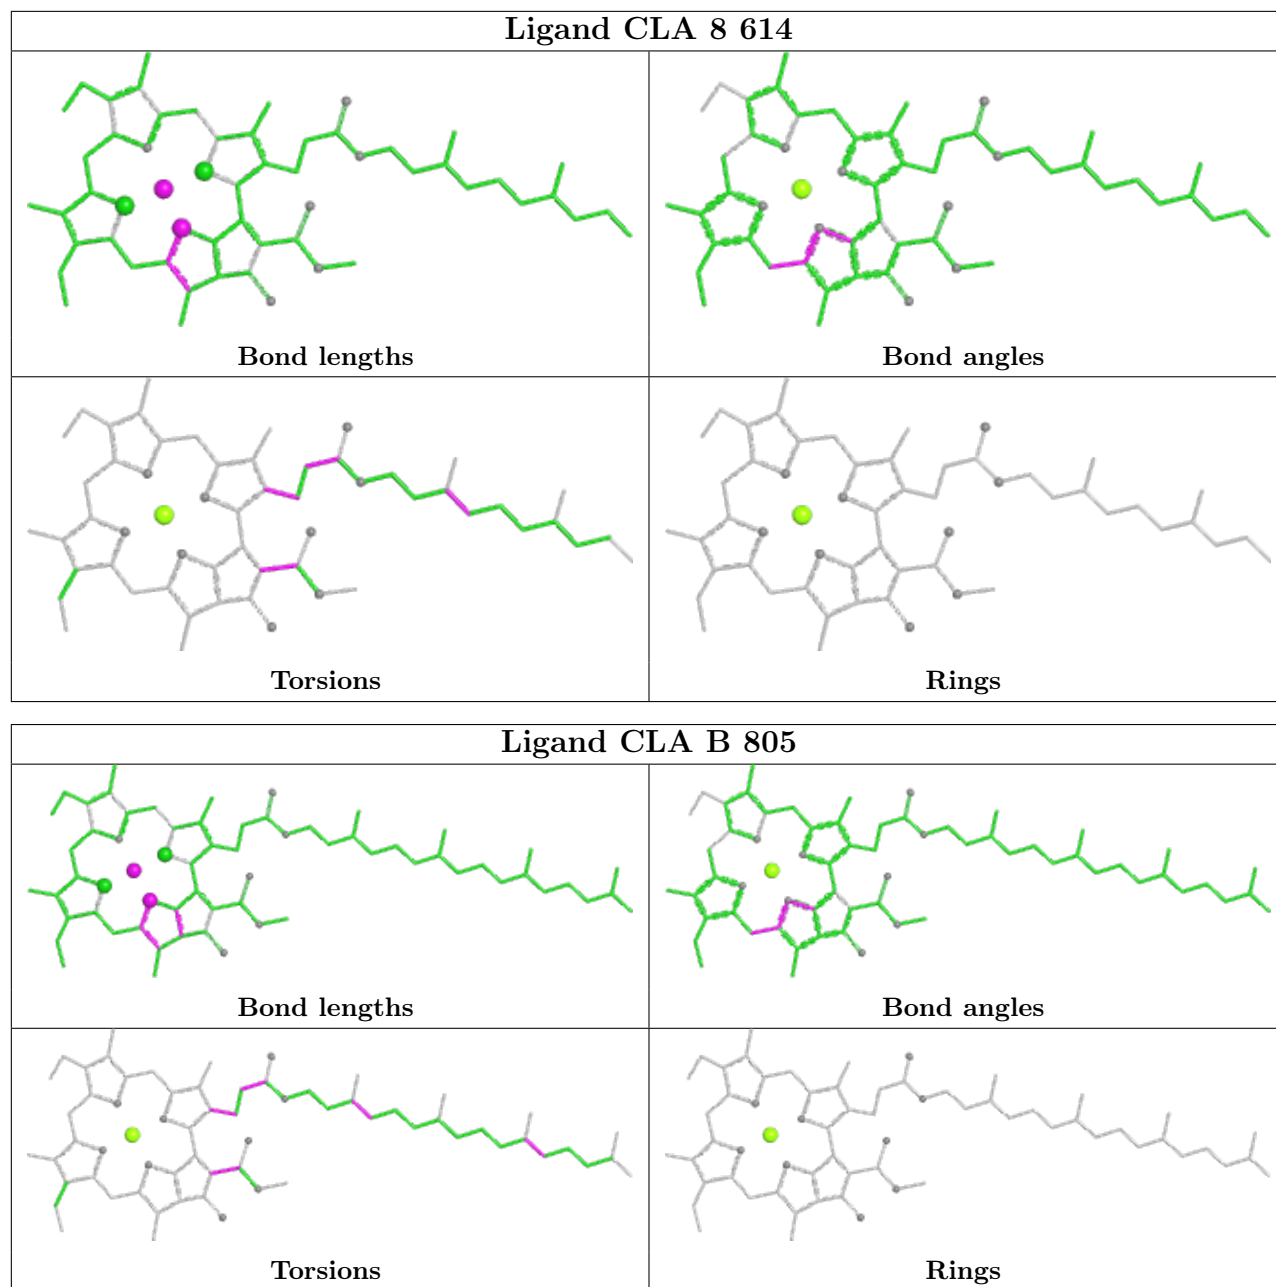 Ligand CLA 8 614
Bond lengths
Bond angles
Torsions
Rings
Ligand CLA B 805
Bond lengths
Bond angles
Torsions
Rings